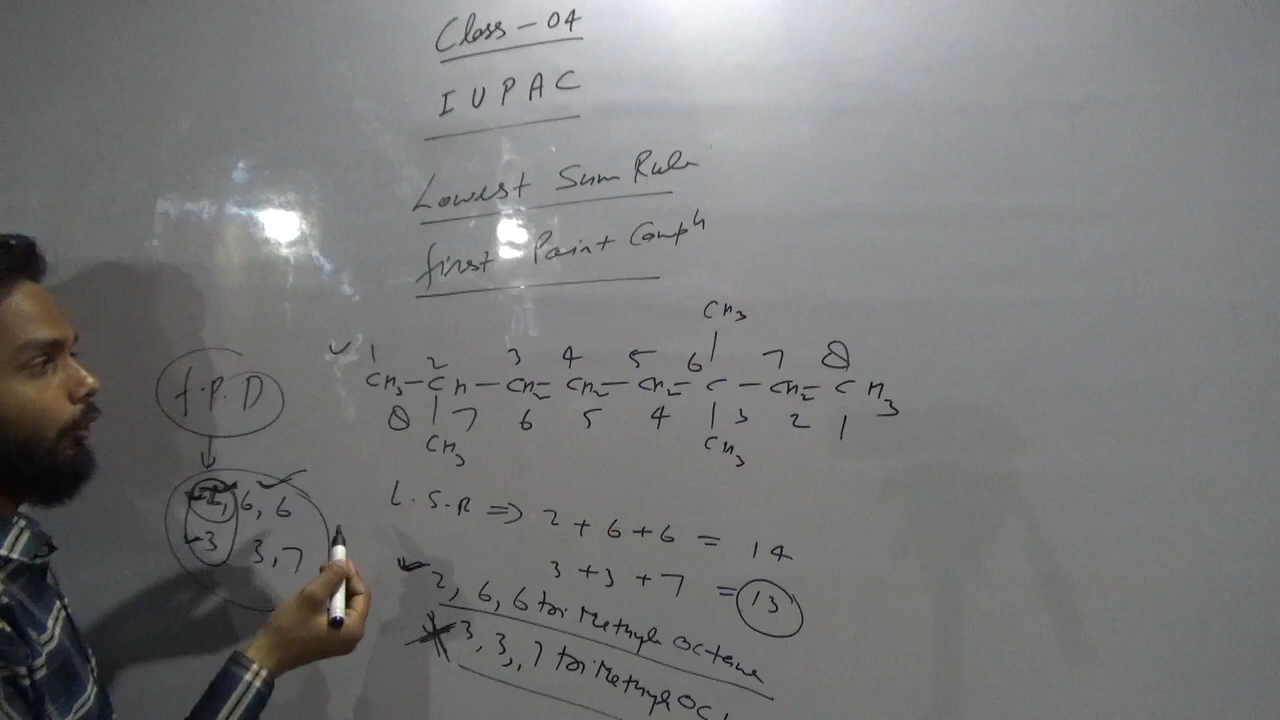 Class - 04
IUPAC
Lowest Sum Rule
first Point
CH3
1 2 3 4 5 6 7 8
CH3-CH-CH2-CH2-CH2-C-CH2-CH3
8 7 6 5 4 3 2 1
CH3 CH3
f.P.D
2, 6, 6
3 3, 7
L.S.R ⇒ 2+6+6 = 14
3+3+7 = 13
2, 6, 6 tri Methyl Octane
3, 3, 7 tri Methyl Oc